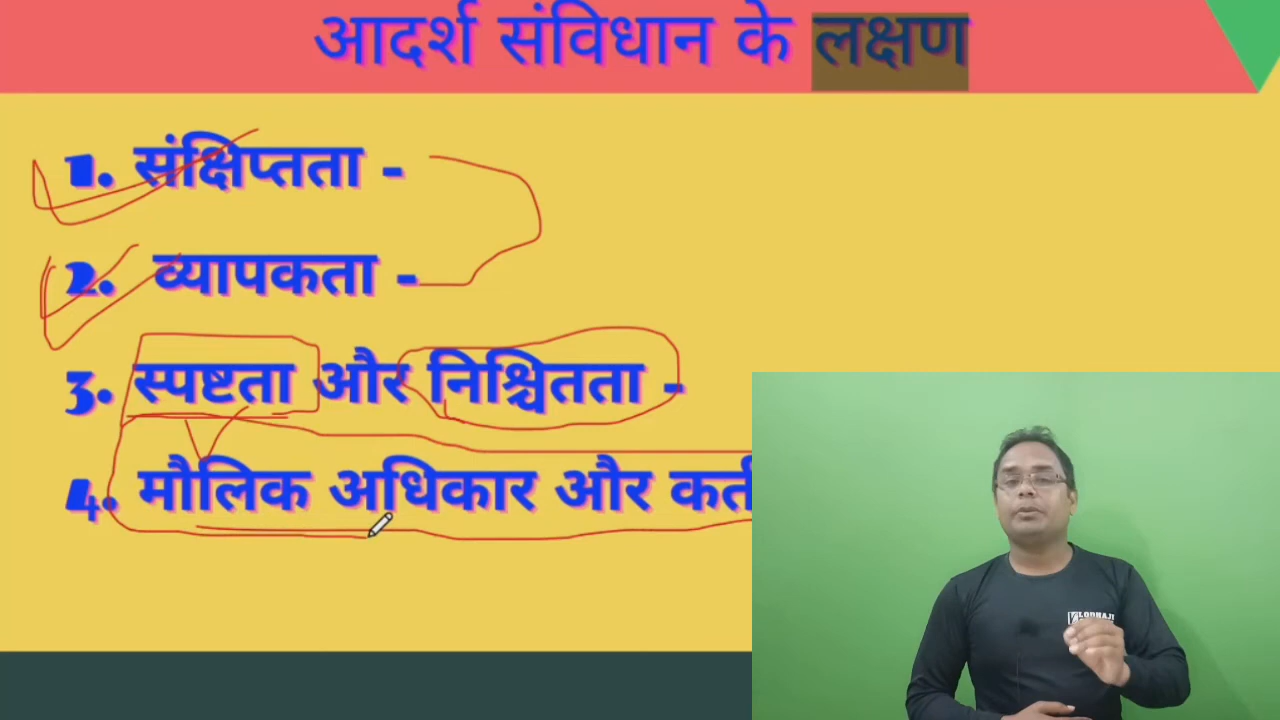 आदर्श संविधान के लक्षण
1. संक्षिप्तता -
2. व्यापकता -
3. स्पष्टता और निश्चितता -
4. मौलिक अधिकार और